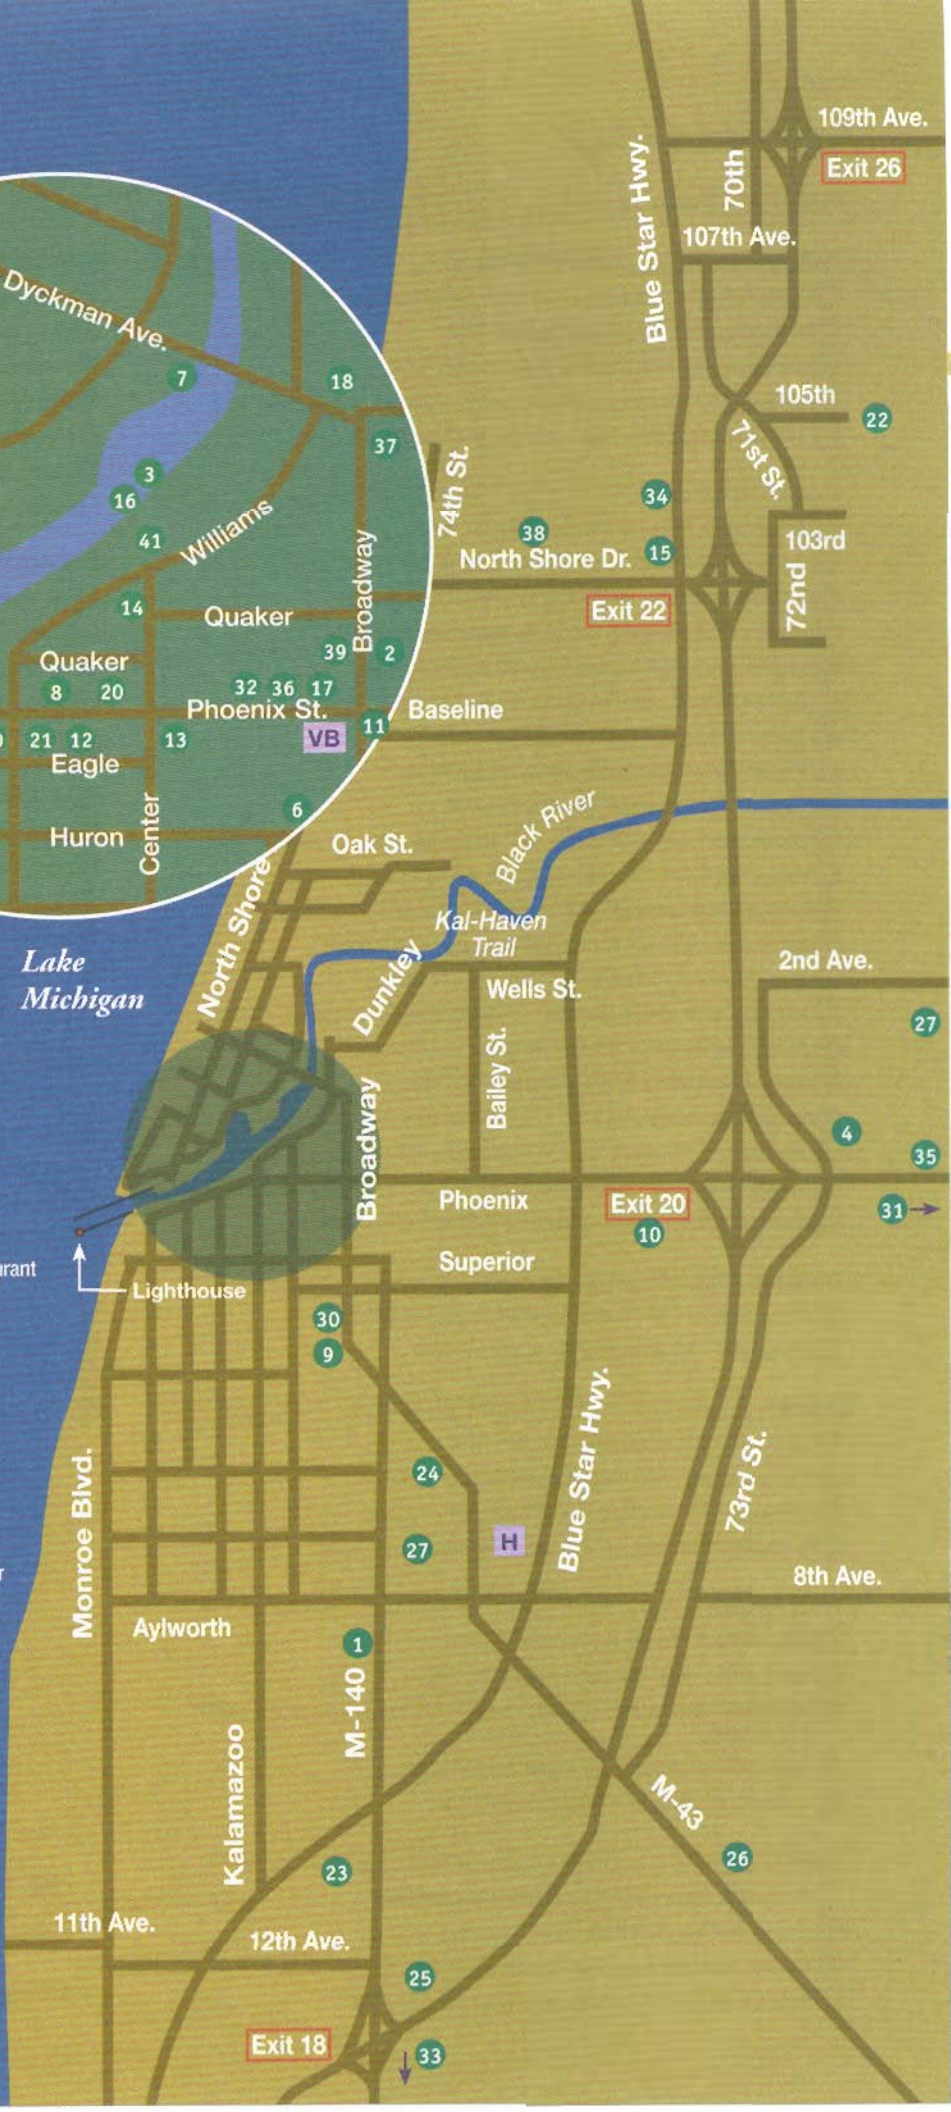 109th Ave.
Exit 26
70th
Blue Star Hwy.
107th Ave.
Dyckman Ave.
7
18
105th
22
37
71st St.
3
16
34
74th St.
38
41
Williams
103rd
North Shore Dr.
15
Broadway
72nd
14
Quaker
Exit 22
39
2
Quaker
8
20
32
36
17
Phoenix St.
Baseline
11
21
12
13
VB
Eagle
6
Huron
Center
Oak St.
Black River
North Shore
Kal-Haven
Trail
Lake
Michigan
Dunkley
2nd Ave.
Wells St.
27
Bailey St.
Broadway
4
35
Phoenix
Exit 20
31
10
Superior
Lighthouse
30
9
Blue Star Hwy.
24
73rd St.
Monroe Blvd.
H
27
8th Ave.
Aylworth
1
M-140
Kalamazoo
M-43
26
23
11th Ave.
12th Ave.
25
Exit 18
33